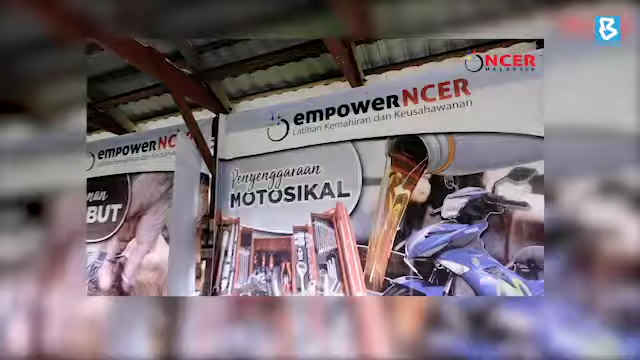 NCER
MALAYSIA
empowerNCER
Latihan Kemahiran dan Keusahawanan
Penyenggaraan
MOTOSIKAL
empowerNC
BUT